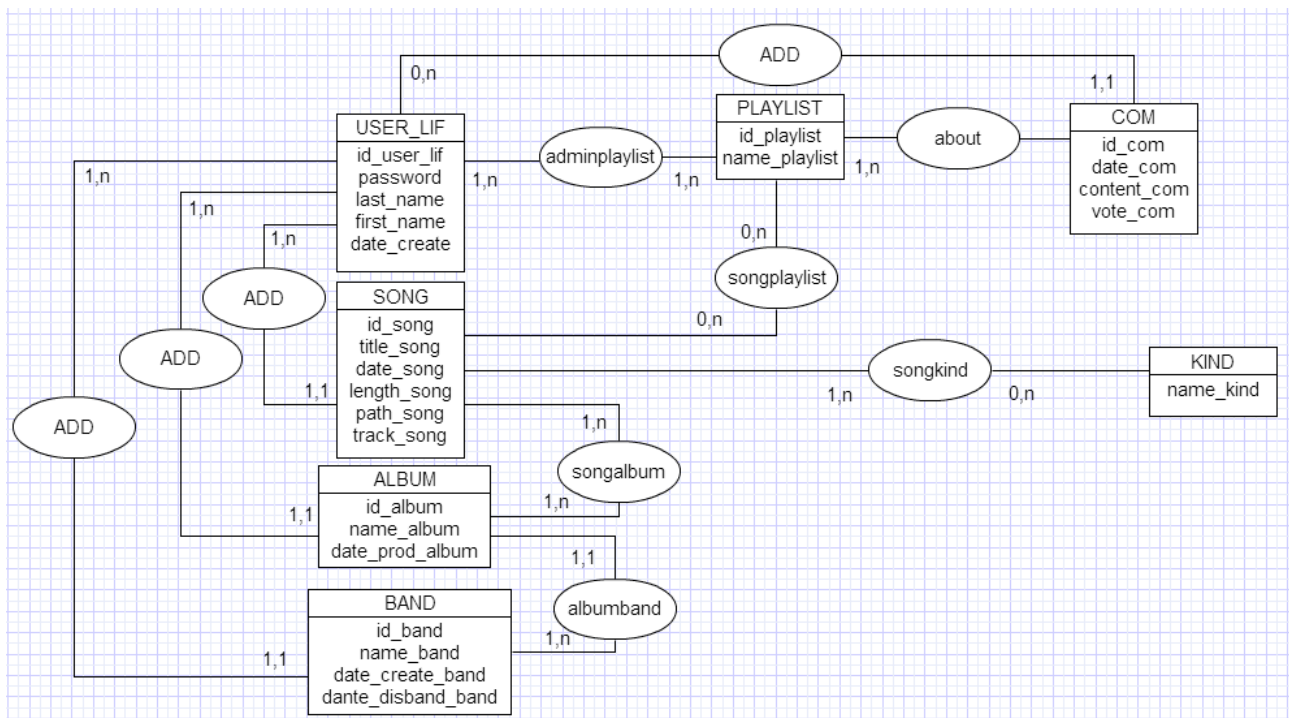 ADD
0,n
1,1
USER_LIF
id_user_lif
password
last_name
first_name
date_create
1,n
adminplaylist
1,n
PLAYLIST
id_playlist
name_playlist
1,n
about
COM
id_com
date_com
content_com
vote_com
1,n
1,n
1,n
0,n
songplaylist
0,n
ADD
ADD
ADD
SONG
id_song
title_song
date_song
length_song
path_song
track_song
1,1
1,n
songkind
0,n
KIND
name_kind
1,n
songalbum
1,n
ALBUM
id_album
name_album
date_prod_album
1,1
1,1
albumband
1,n
BAND
id_band
name_band
date_create_band
dante_disband_band
1,1